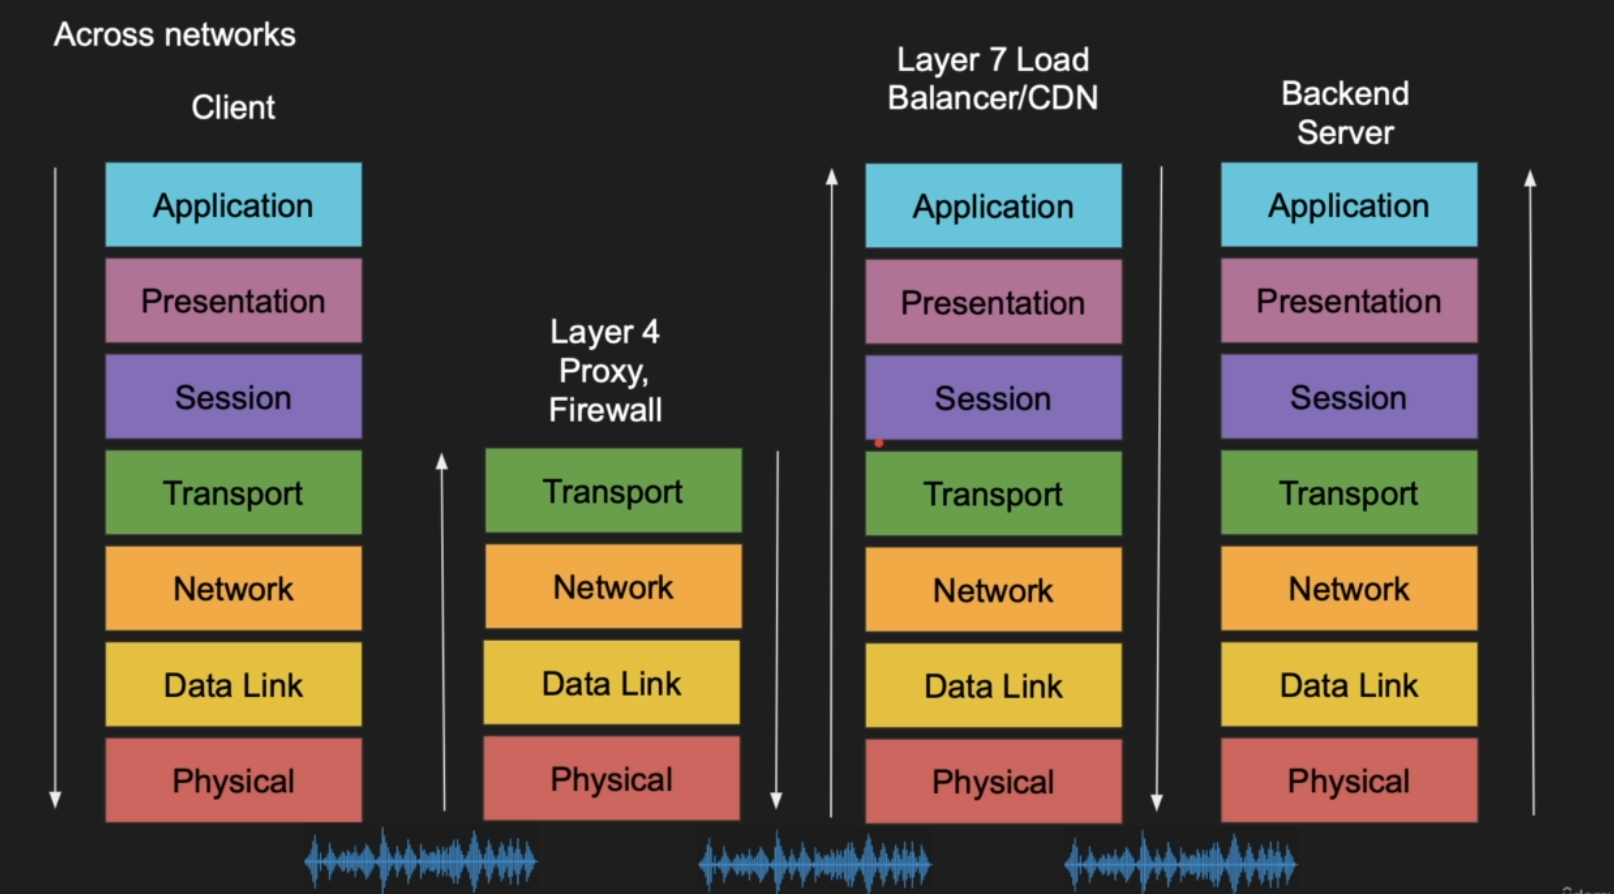 Across networks
Client
Application
Presentation
Session
Transport
Network
Data Link
Physical
Layer 4
Proxy,
Firewall
Transport
Network
Data Link
Physical
Layer 7 Load
Balancer/CDN
Application
Presentation
Session
Transport
Network
Data Link
Physical
Backend
Server
Application
Presentation
Session
Transport
Network
Data Link
Physical